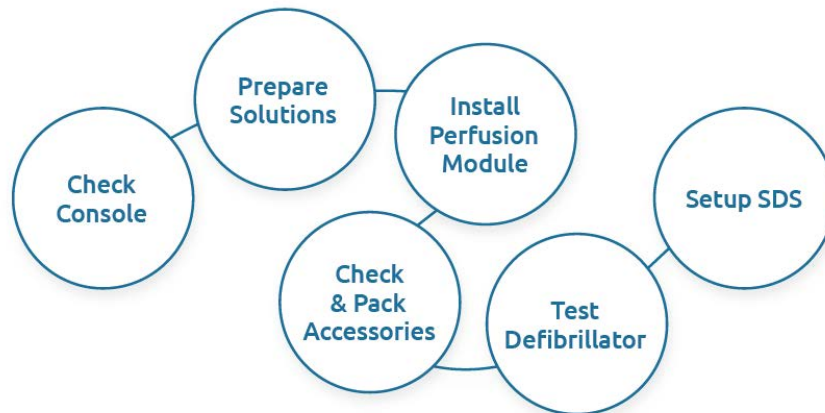 Check
Console
Prepare
Solutions
Install
Perfusion
Module
Check
& Pack
Accessories
Test
Defibrillator
Setup SDS